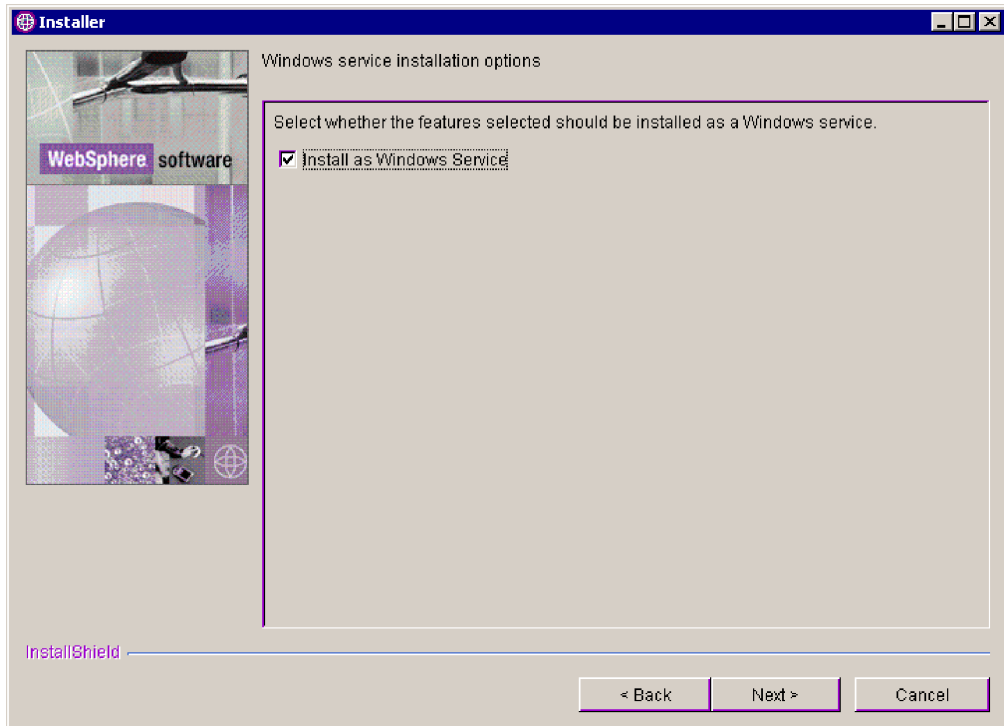 Installer
Windows service installation options
Select whether the features selected should be installed as a Windows service.
WebSphere software
Install as Windows Service
InstallShield
< Back
Next >
Cancel